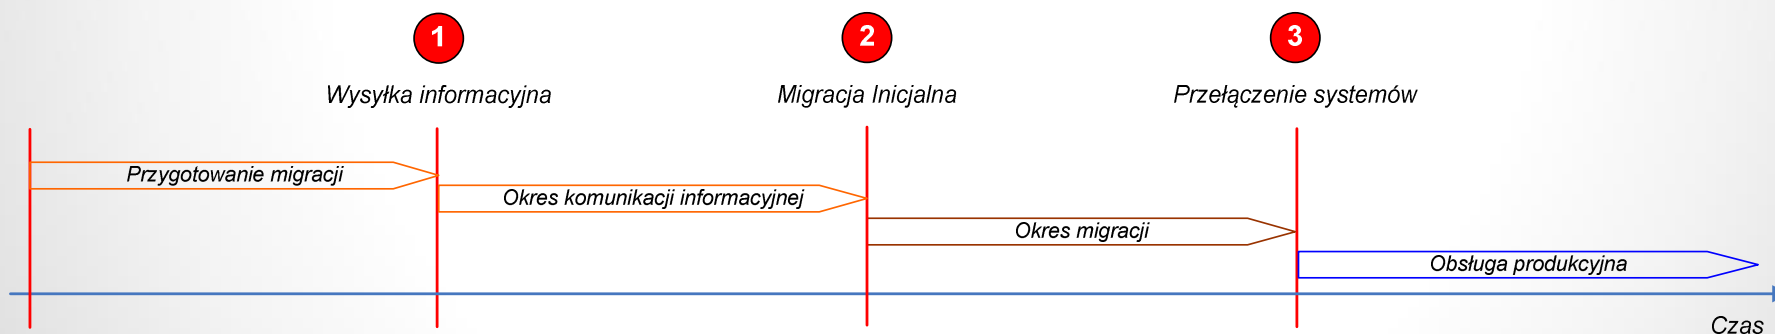 1
2
3
Wysyłka informacyjna
Migracja Inicjalna
Przełączenie systemów
Przygotowanie migracji
Okres komunikacji informacyjnej
Okres migracji
Obsługa produkcyjna
Czas